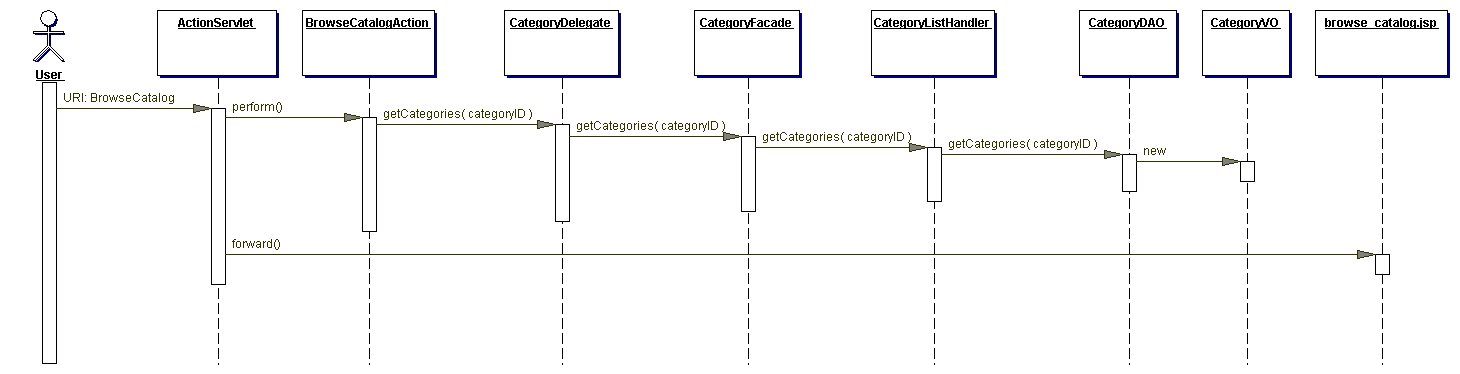 ActionServlet
BrowseCatalogAction
CategoryDelegate
CategoryFacade
CategoryListHandler
CategoryDAO
CategoryVO
browse_catalog.jsp
User
URI: BrowseCatalog
perform()
getCategories( categoryID )
getCategories( categoryID )
getCategories( categoryID )
getCategories( categoryID )
new
forward()